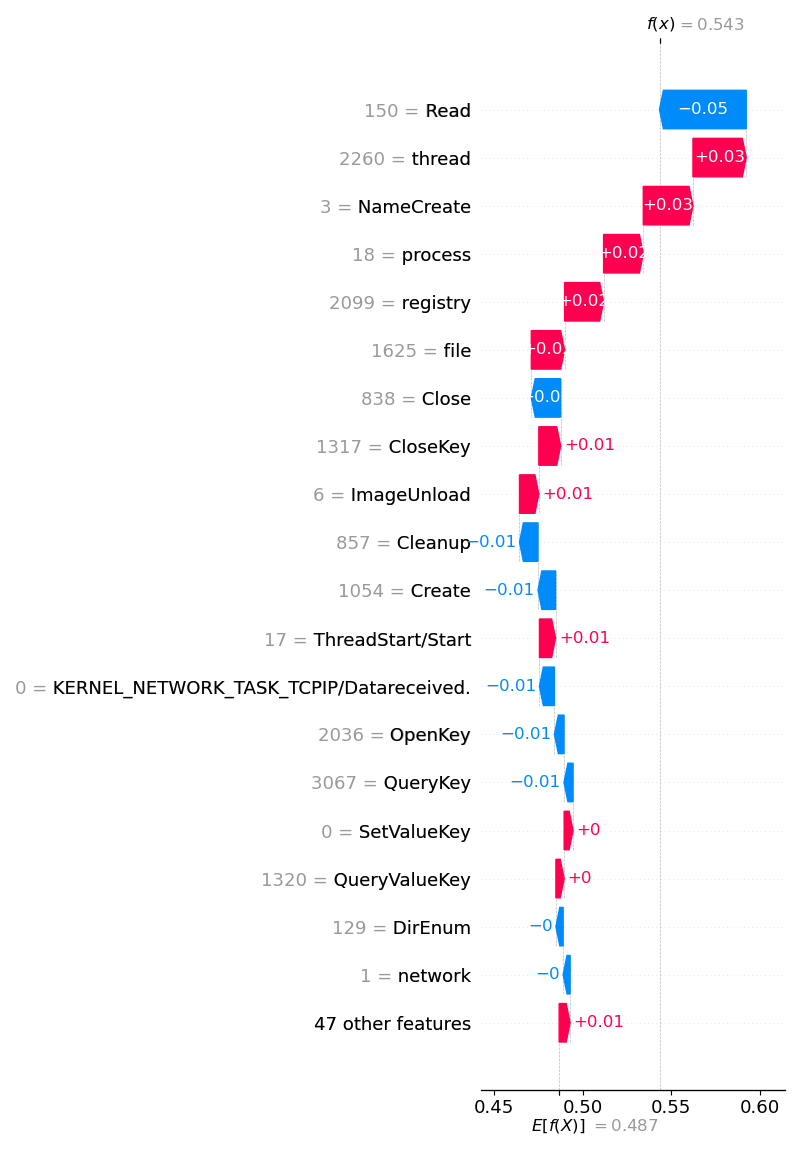 f(x) = 0.543
150 = Read −0.05
2260 = thread +0.03
3 = NameCreate +0.03
18 = process +0.02
2099 = registry +0.02
1625 = file
838 = Close
1317 = CloseKey +0.01
6 = ImageUnload +0.01
857 = Cleanup −0.01
1054 = Create −0.01
17 = ThreadStart/Start +0.01
0 = KERNEL_NETWORK_TASK_TCPIP/Datareceived. −0.01
2036 = OpenKey −0.01
3067 = QueryKey −0.01
0 = SetValueKey +0
1320 = QueryValueKey +0
129 = DirEnum −0
1 = network −0
47 other features +0.01
0.45 0.50 0.55 0.60
E[f(X)] = 0.487